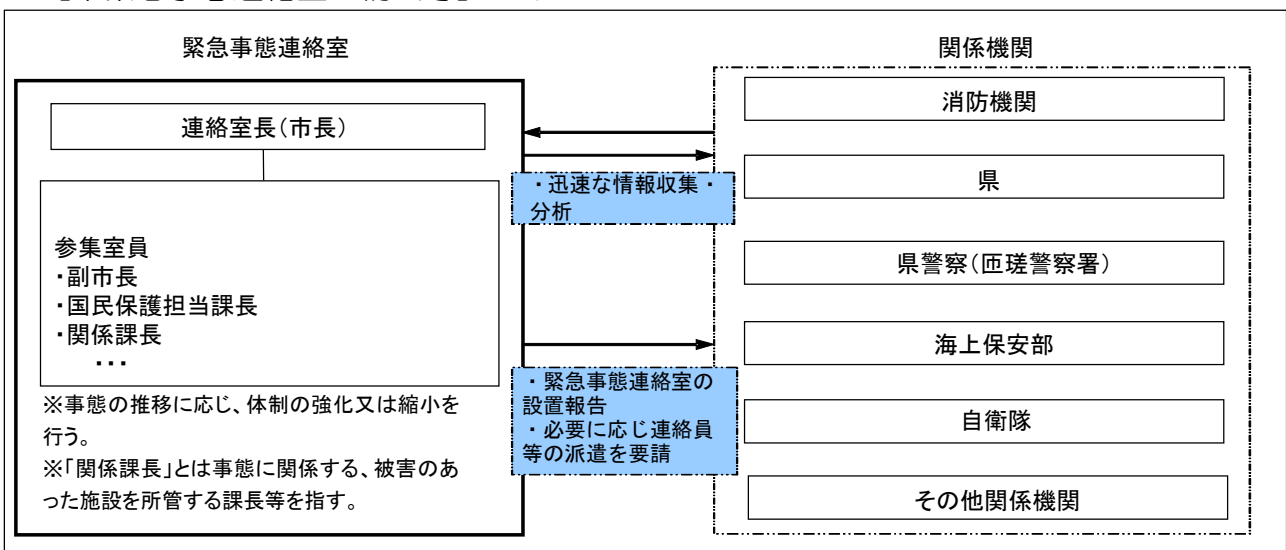 緊急事態連絡室
連絡室長（市長）
参集室員
・副市長
・国民保護担当課長
・関係課長
・・・
※事態の推移に応じ、体制の強化又は縮小を
行う。
※「関係課長」とは事態に関係する、被害のあ
った施設を所管する課長等を指す。
・迅速な情報収集・
分析
・緊急事態連絡室の
設置報告
・必要に応じ連絡員
等の派遣を要請
関係機関
消防機関
県
県警察（匝瑳警察署）
海上保安部
自衛隊
その他関係機関